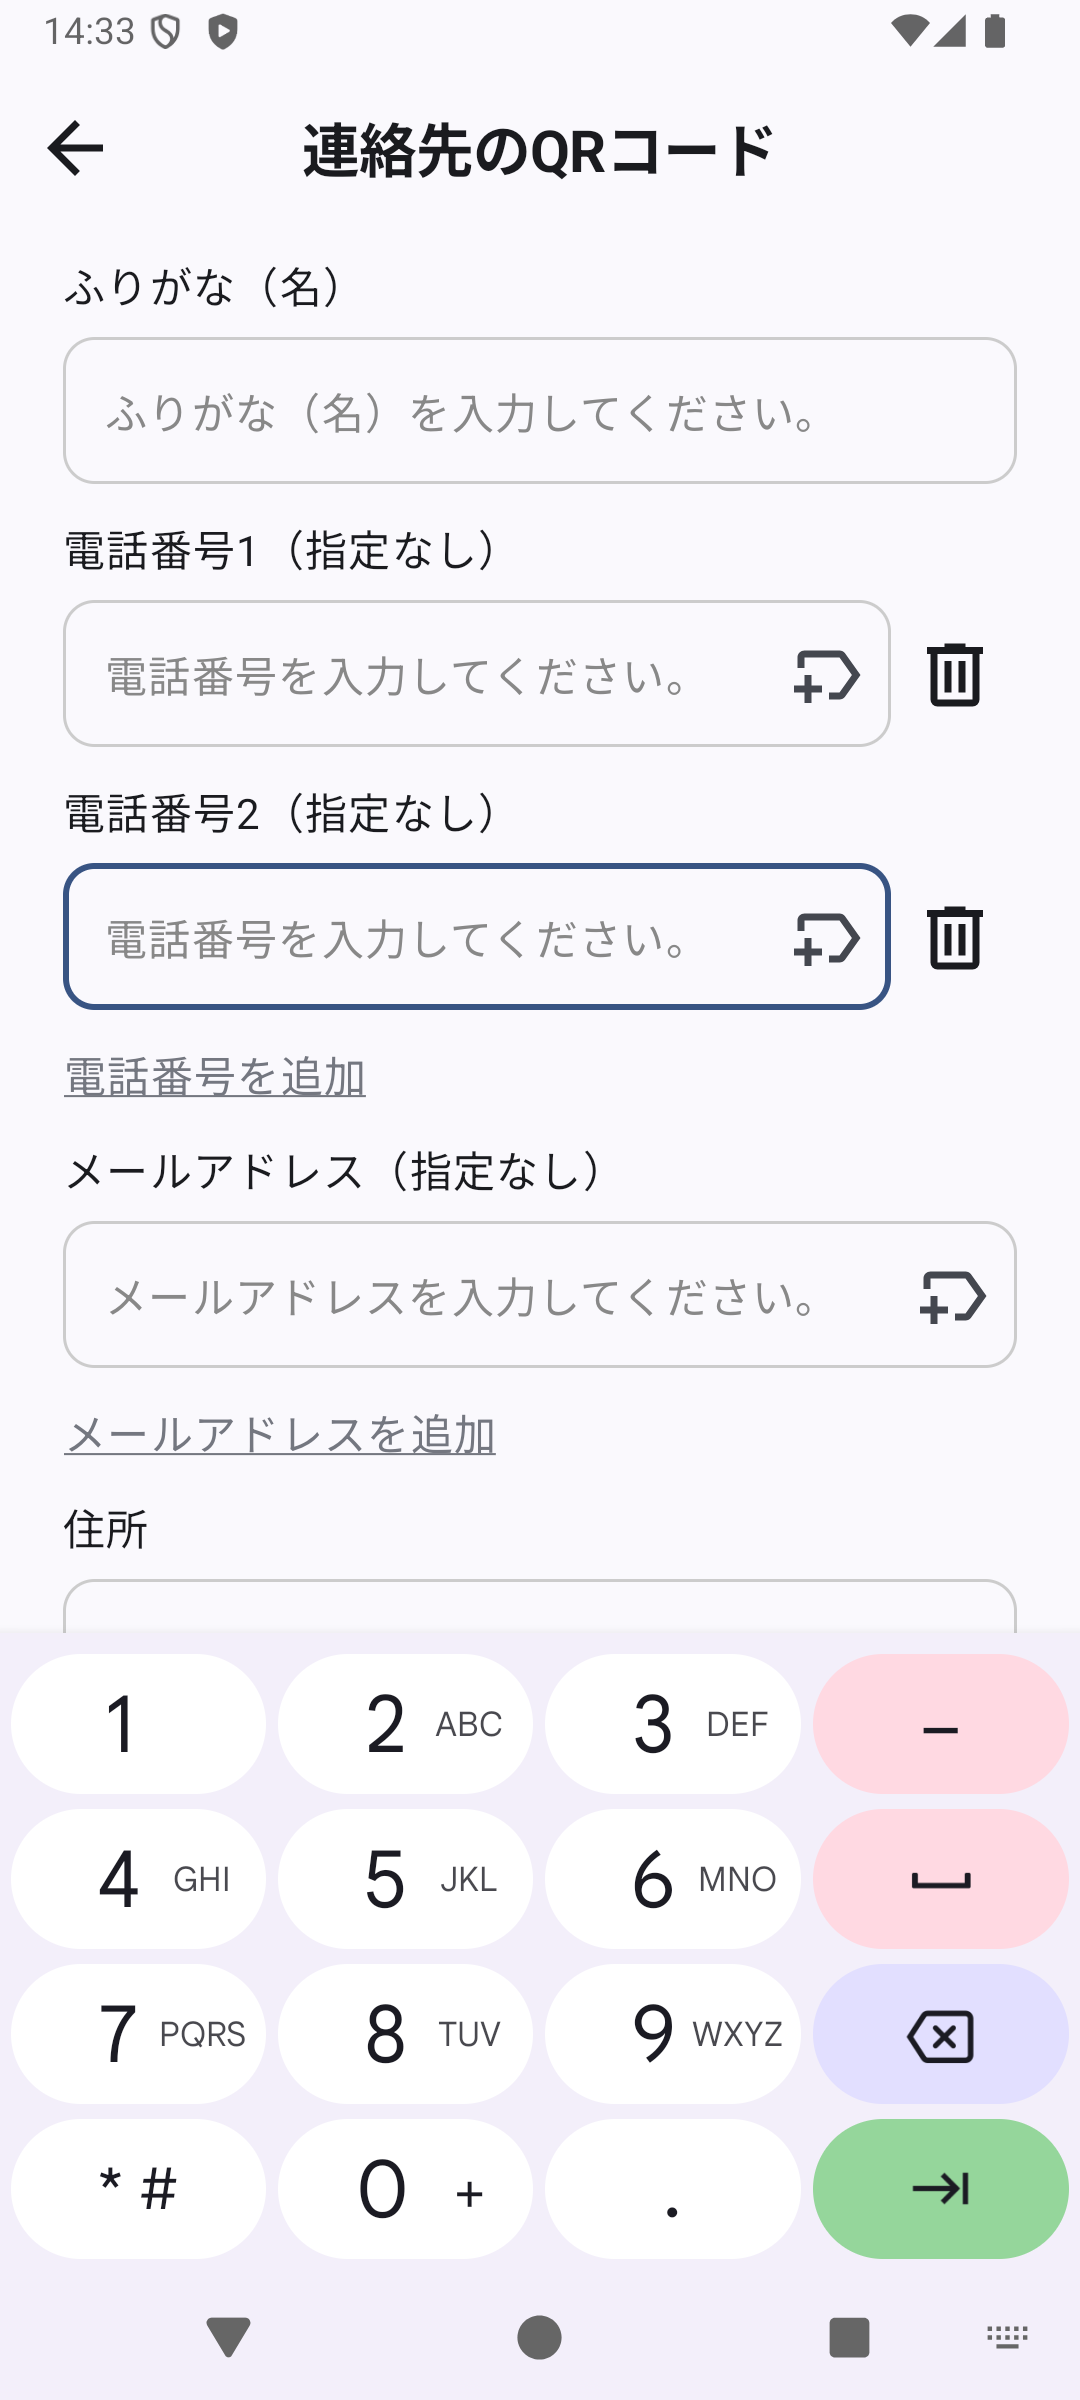 14:33
連絡先のQRコード
ふりがな（名）
ふりがな（名）を入力してください。
電話番号1（指定なし）
電話番号を入力してください。
電話番号2（指定なし）
電話番号を入力してください。
電話番号を追加
メールアドレス（指定なし）
メールアドレスを入力してください。
メールアドレスを追加
住所
1 2 ABC 3 DEF –
4 GHI 5 JKL 6 MNO
7 PQRS 8 TUV 9 WXYZ
* # 0 + .